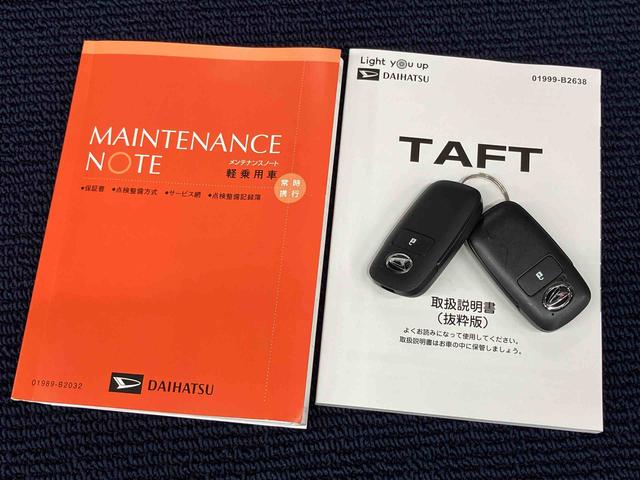 MAINTENANCE
NOTE
メンテナンスノート
軽乗用車
常時
携行
•保証書 •点検整備方式 •サービス網 •点検整備記録簿
01989-B2032
DAIHATSU
Light you up
DAIHATSU
01999-B2638
TAFT
取扱説明書
(抜粋版)
よくお読みになって使用してください。
取扱説明書はお車の中に保管しましょう。